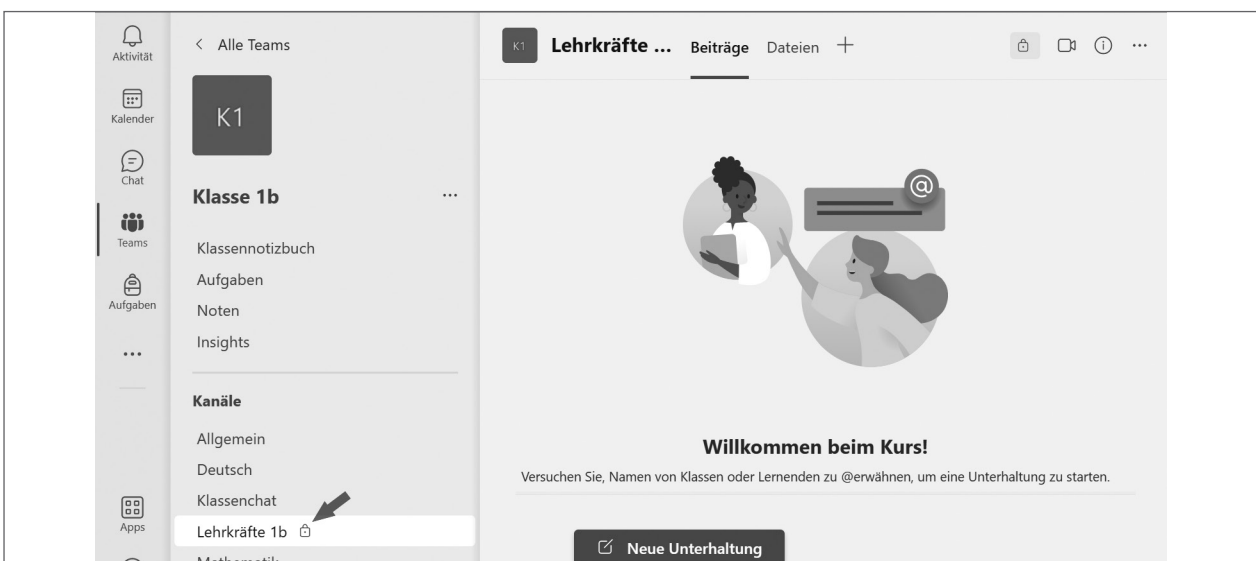 Aktivität
Kalender
Chat
Teams
Aufgaben
Apps
Alle Teams
K1
Klasse 1b
Klassennotizbuch
Aufgaben
Noten
Insights
Kanäle
Allgemein
Deutsch
Klassenchat
Lehrkräfte 1b
Mathematik
K1 Lehrkräfte ... Beiträge Dateien
@
Willkommen beim Kurs!
Versuchen Sie, Namen von Klassen oder Lernenden zu @erwähnen, um eine Unterhaltung zu starten.
Neue Unterhaltung